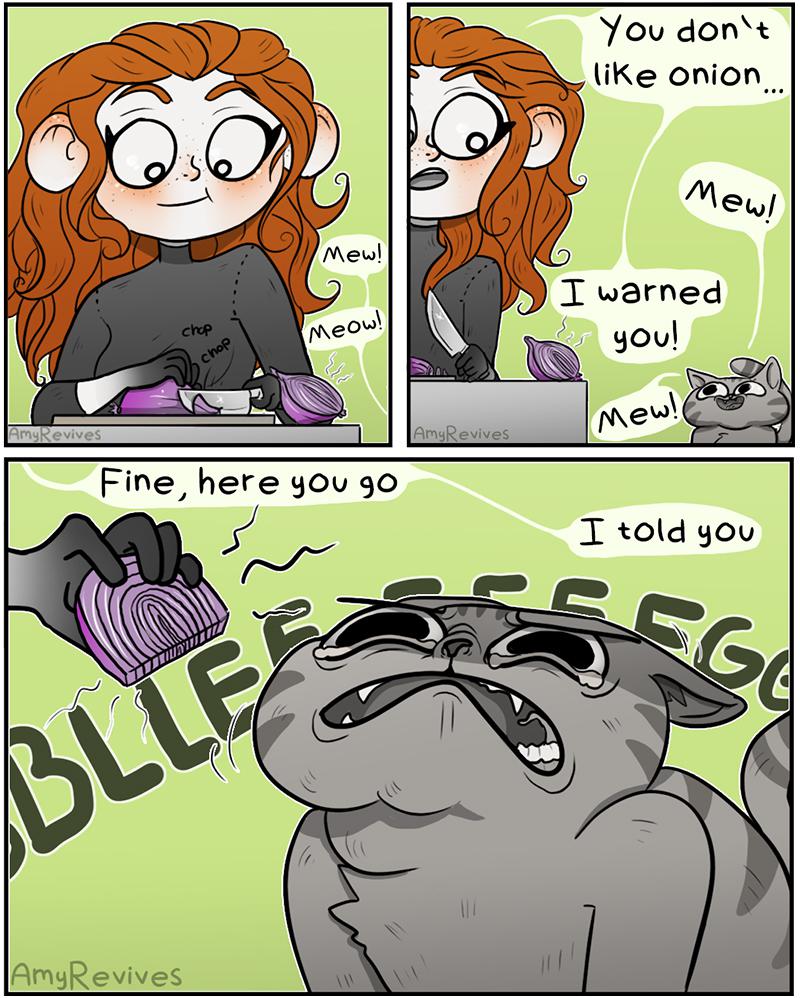 Mew!
Meow!
chop
chop
AmyRevives
You don't
like onion...
Mew!
I warned
you!
Mew!
AmyRevives
Fine, here you go
I told you
BLLEEEEEEGG
AmyRevives